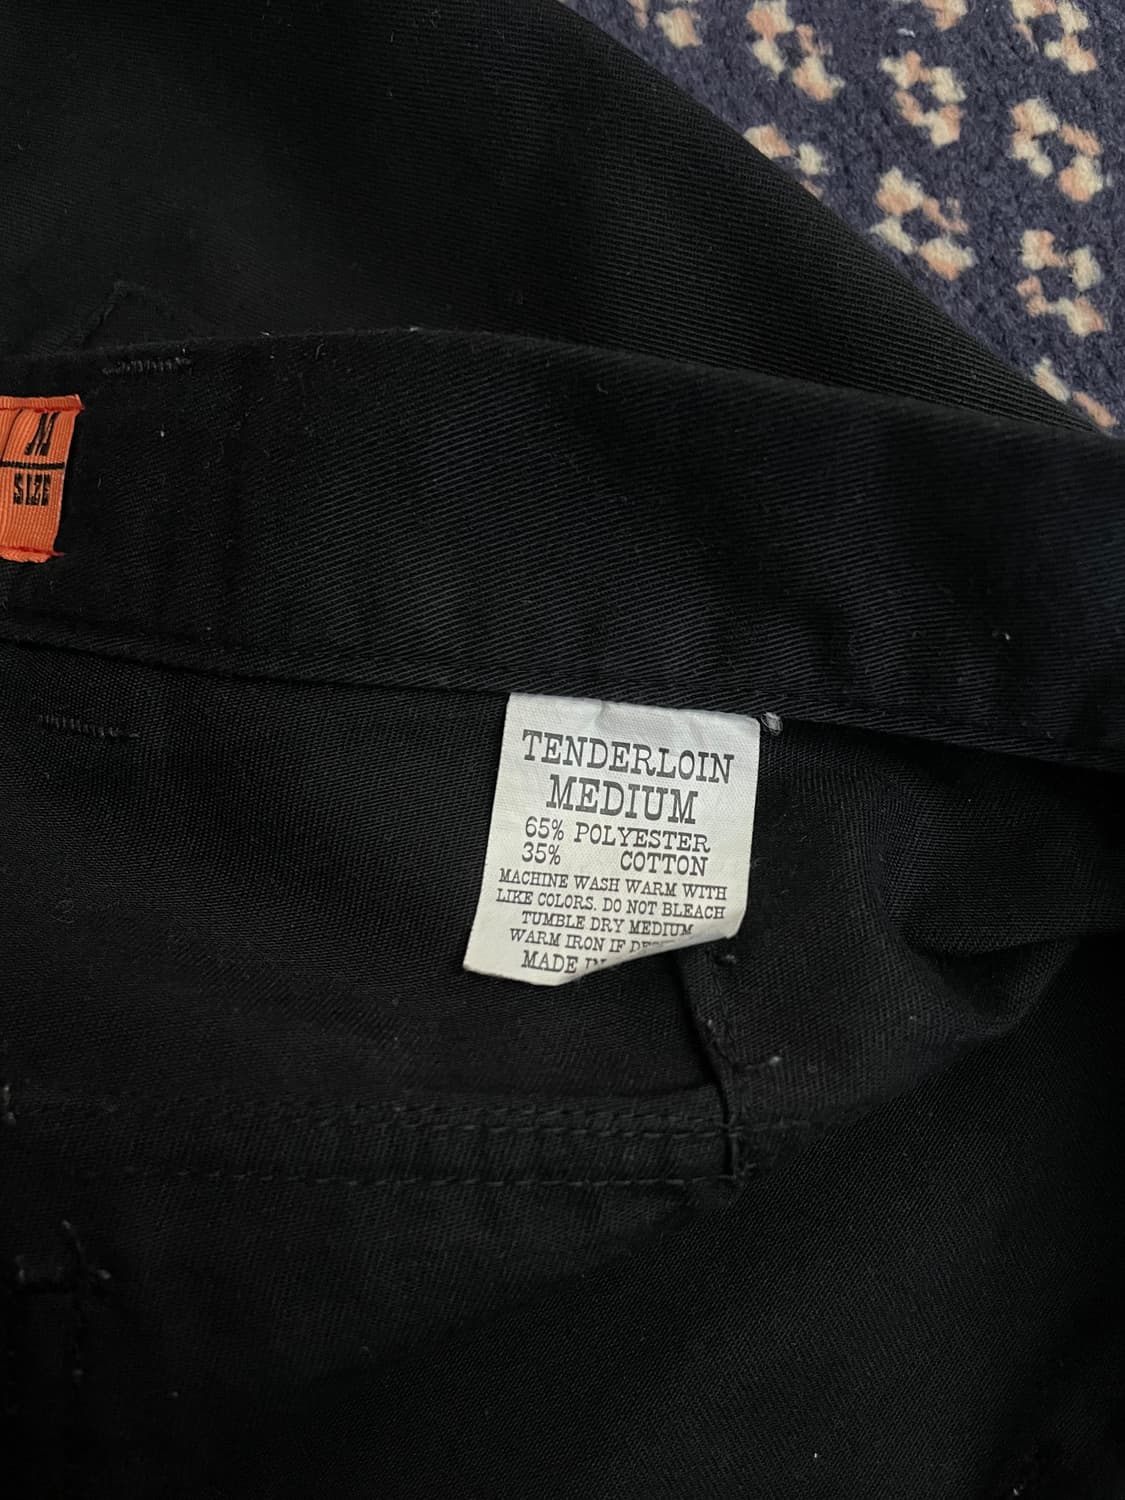 M
SIZE
TENDERLOIN
MEDIUM
65% POLYESTER
35% COTTON
MACHINE WASH WARM WITH
LIKE COLORS. DO NOT BLEACH
TUMBLE DRY MEDIUM
WARM IRON IF
MADE IN